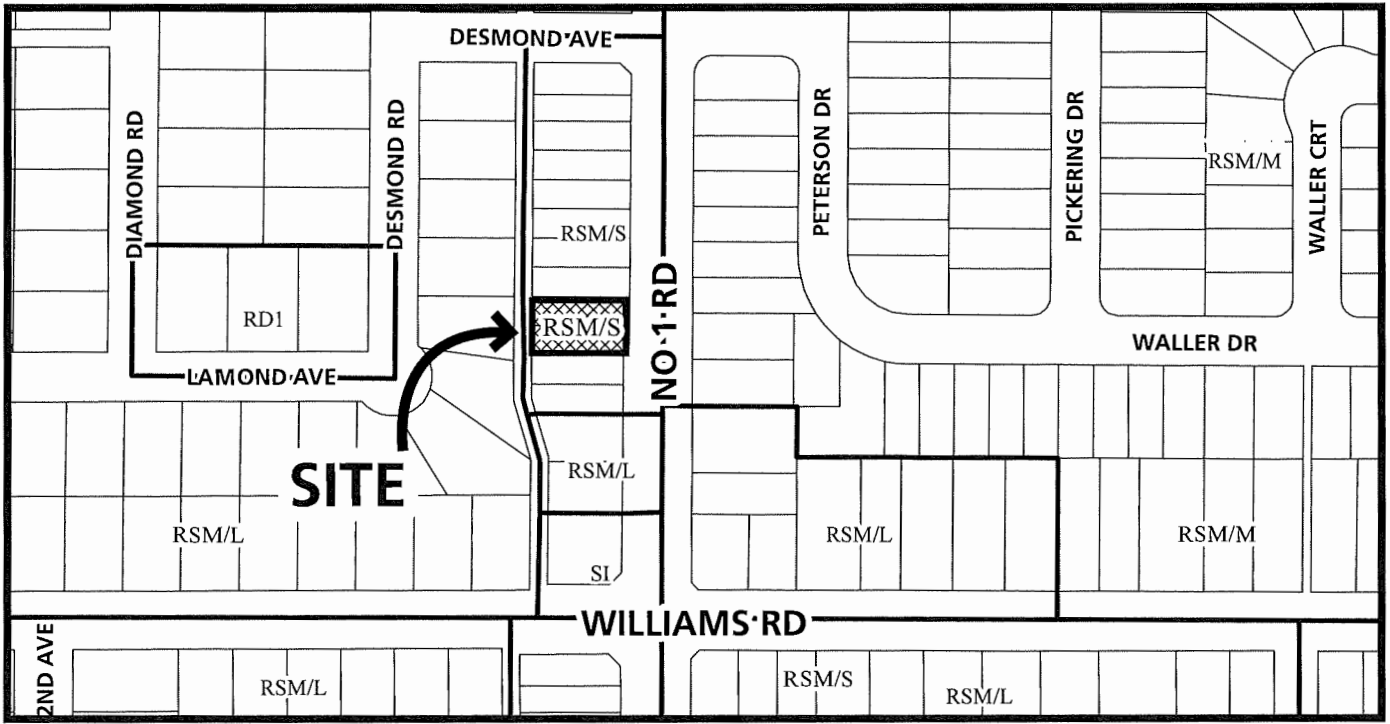 DESMOND AVE
DIAMOND RD
DESMOND RD
PETERSON DR
PICKERING DR
RSM/M
WALLER CRT
RSM/S
NO 1 RD
RD1
RSM/S
WALLER DR
LAMOND AVE
SITE
RSM/L
RSM/L
RSM/L
RSM/M
SI
WILLIAMS RD
2ND AVE
RSM/L
RSM/S
RSM/L